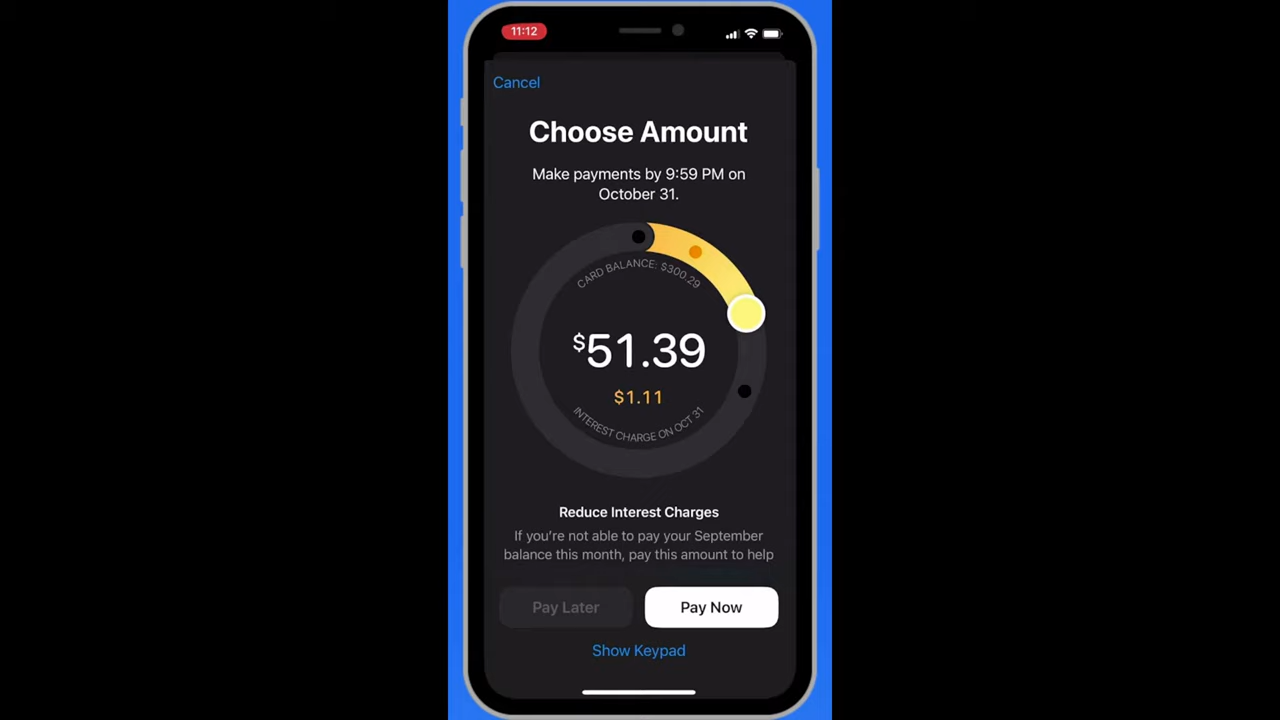 11:12
Cancel
Choose Amount
Make payments by 9:59 PM on
October 31.
CARD BALANCE: $300.29
$51.39
$1.11
INTEREST CHARGE ON OCT 31
Reduce Interest Charges
If you’re not able to pay your September
balance this month, pay this amount to help
Pay Later
Pay Now
Show Keypad